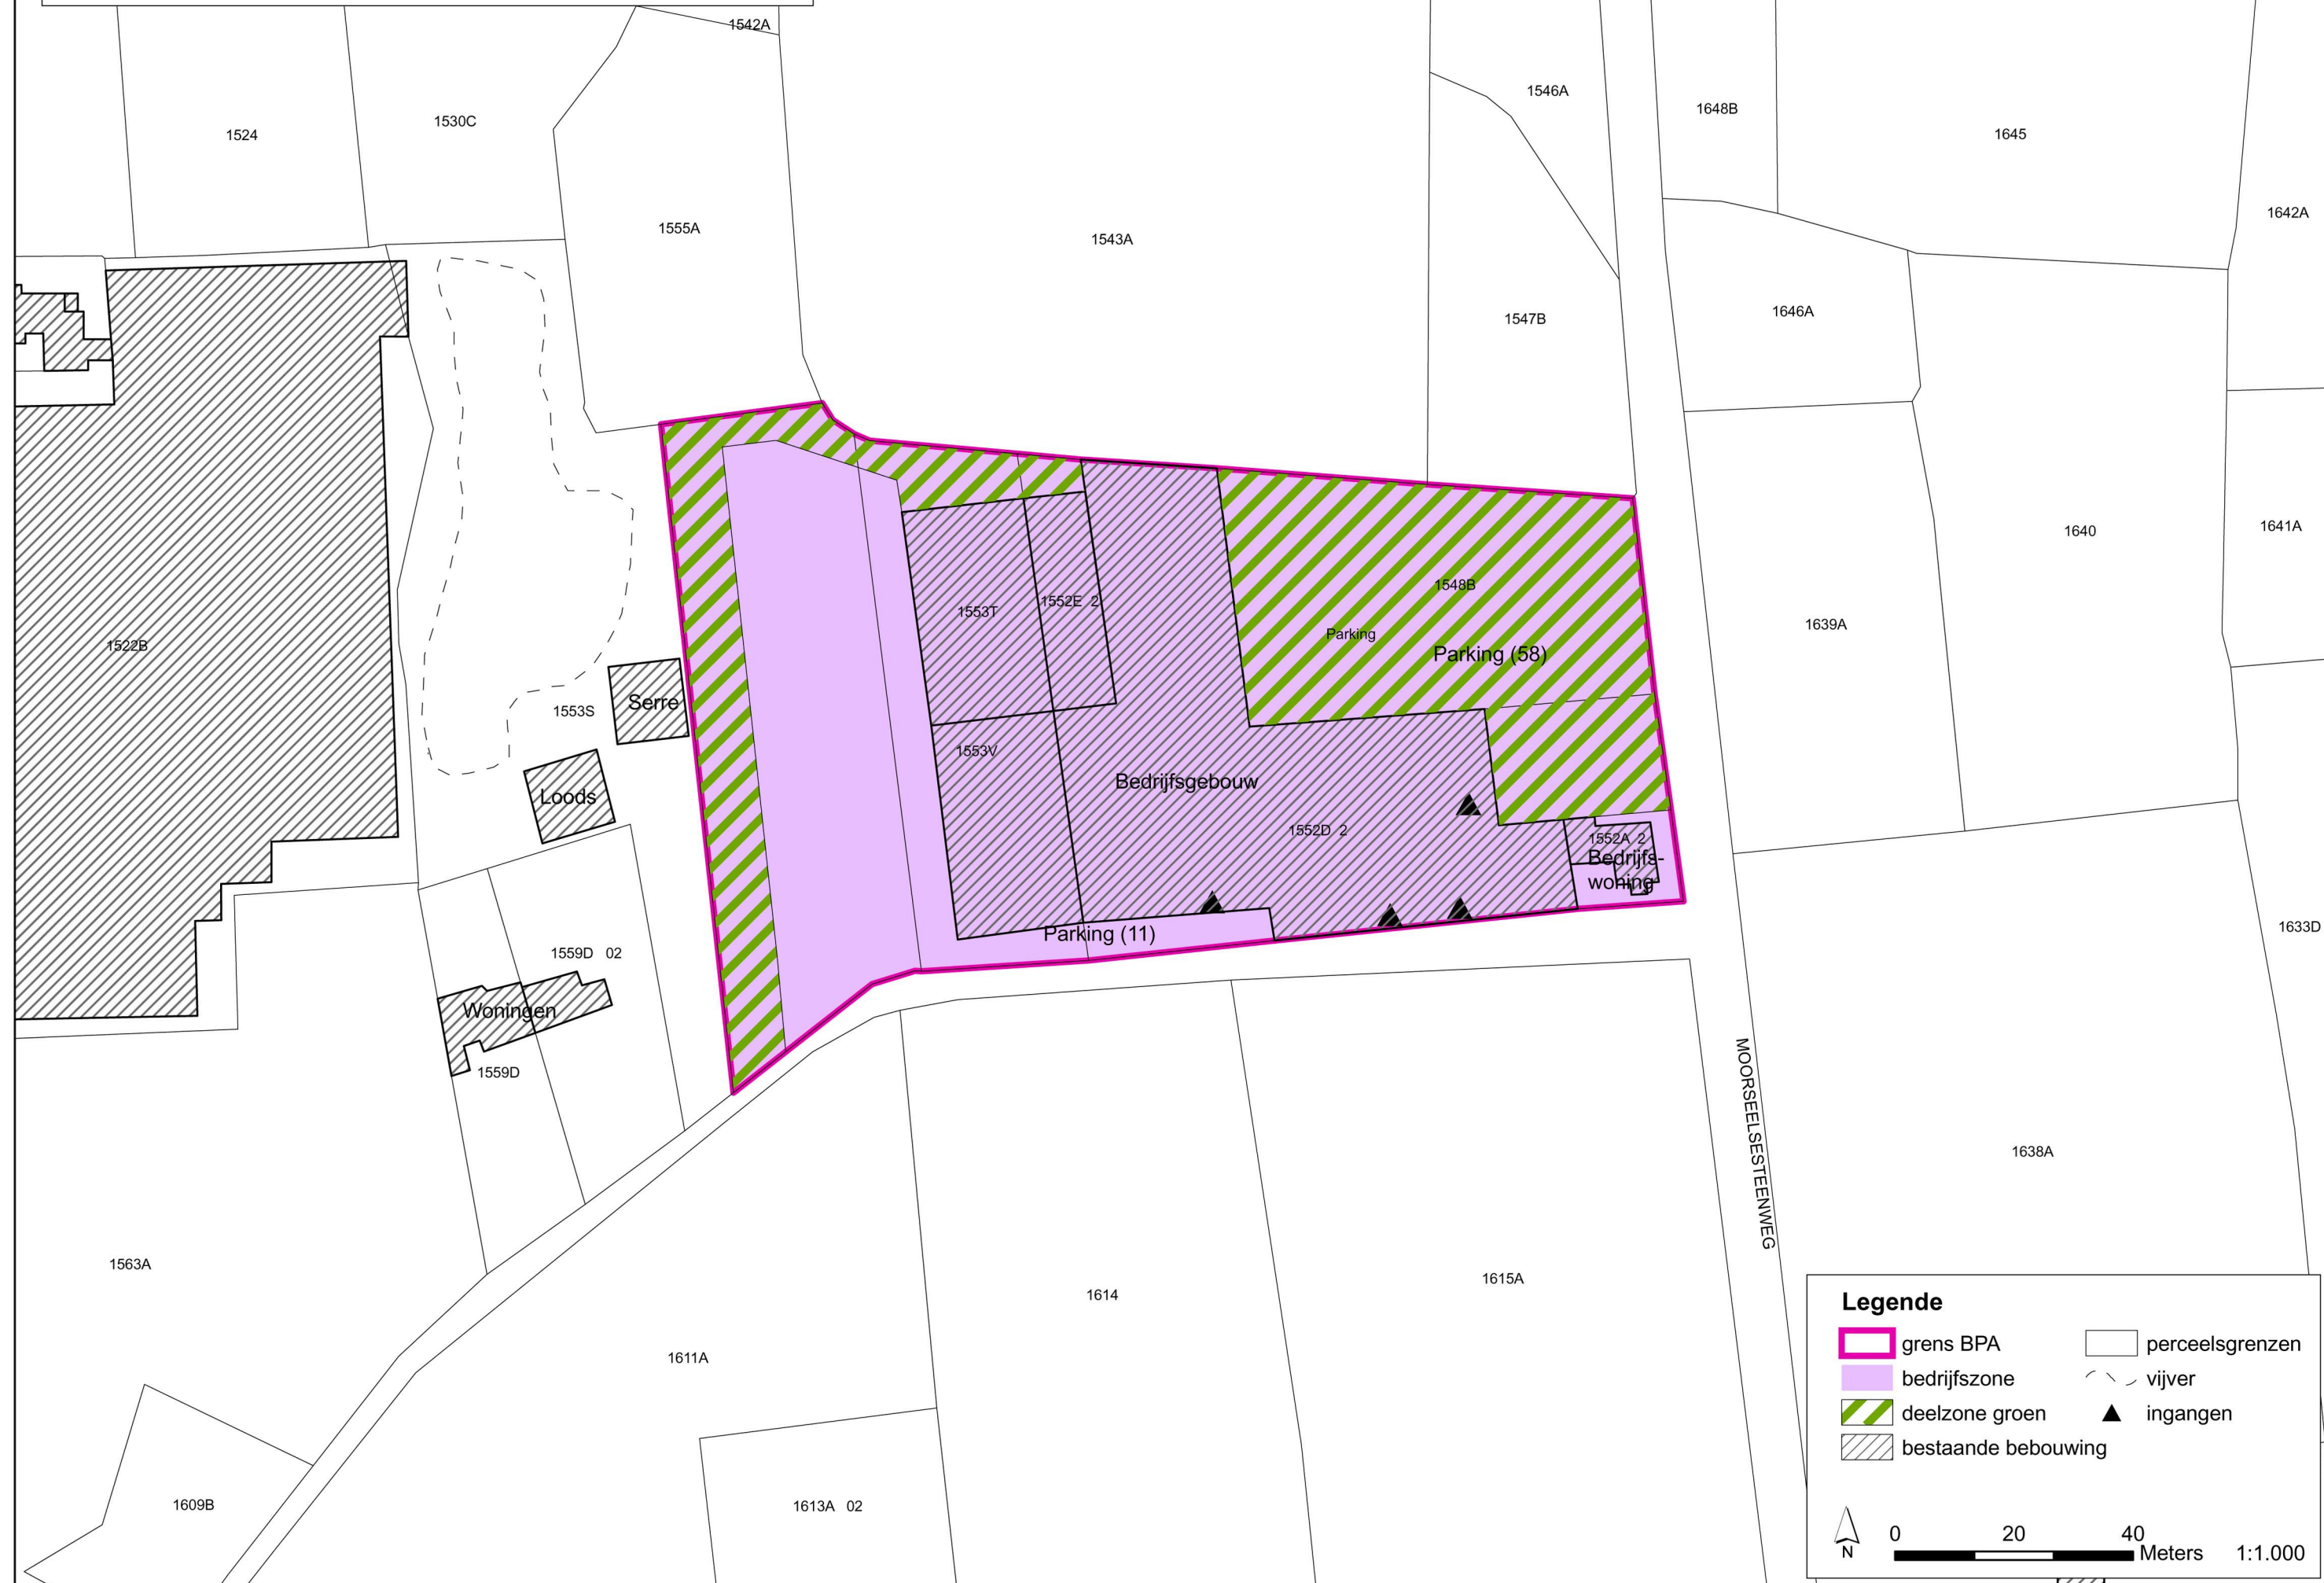 1542A
1546A
1648B
1530C
1524
1645
1642A
1555A
1543A
1646A
1547B
1641A
1640
1548B
1552E 2
1553T
1639A
Parking
1522B
Parking (58)
Serre
1553S
1553V
Bedrijfsgebouw
Loods
1552D 2
1552A 2
Bedrijfs-
woning
1633D
Parking (11)
1559D 02
Woningen
1559D
MOORSEELSESTEENWEG
1638A
1563A
1615A
1614
1611A
1609B
1613A 02
Legende
grens BPA
perceelsgrenzen
bedrijfszone
vijver
deelzone groen
ingangen
bestaande bebouwing
N
0 20 40
Meters 1:1.000